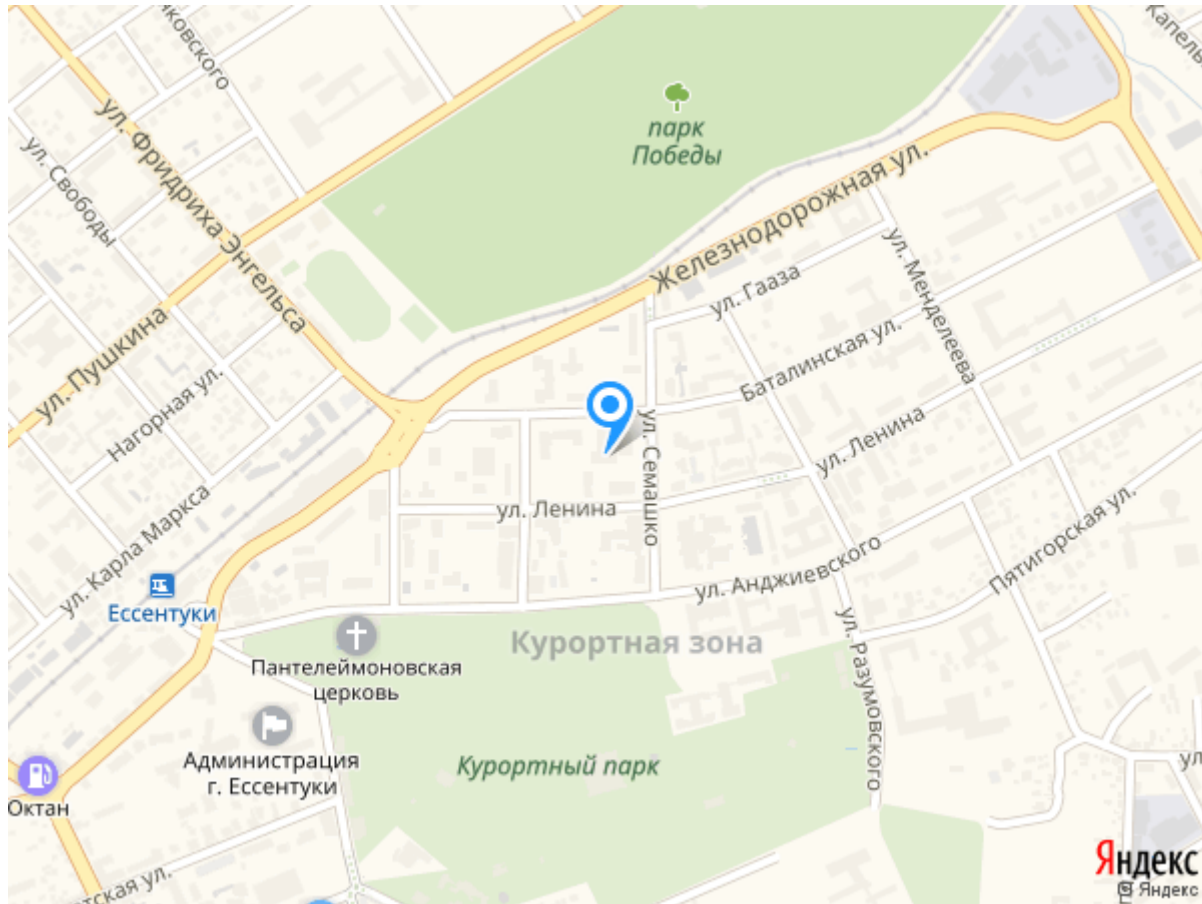 ул. Фридриха Энгельса
ул. Свободы
парк
Победы
Железнодорожная ул.
ул. Гааза
ул. Менделеева
ул. Пушкина
Нагорная ул.
Баталинская ул.
ул. Семашко
ул. Ленина
ул. Ленина
ул. Карла Маркса
ул. Анджиевского
Пятигорская ул.
Ессентуки
Пантелеймоновская
церковь
Курортная зона
ул. Разумовского
Администрация
г. Ессентуки
Курортный парк
Октан
ул
Яндекс
© Яндекс